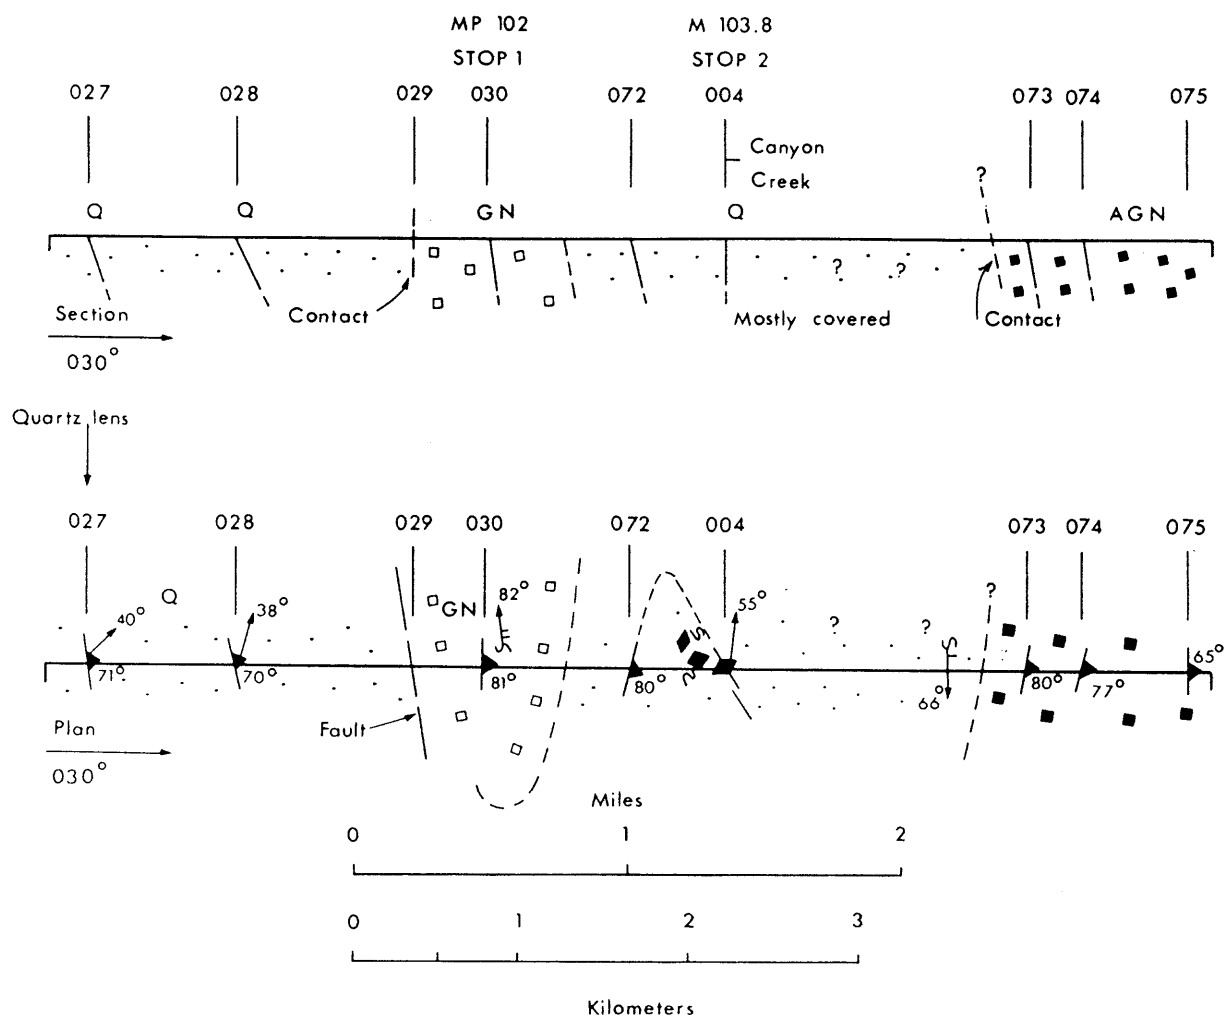 MP 102 M 103.8
STOP 1 STOP 2
027 028 029 030 072 004 073 074 075
Canyon
Creek
?
Q Q GN Q AGN
? ?
Section Contact Mostly covered Contact
030°
Quartz lens
027 028 029 030 072 004 073 074 075
Q 40° 38° GN 82° 55° ? ? ?
71° 70° 81° 80° 66° 80° 77° 65°
Plan Fault
030°
Miles
0 1 2
0 1 2 3
Kilometers